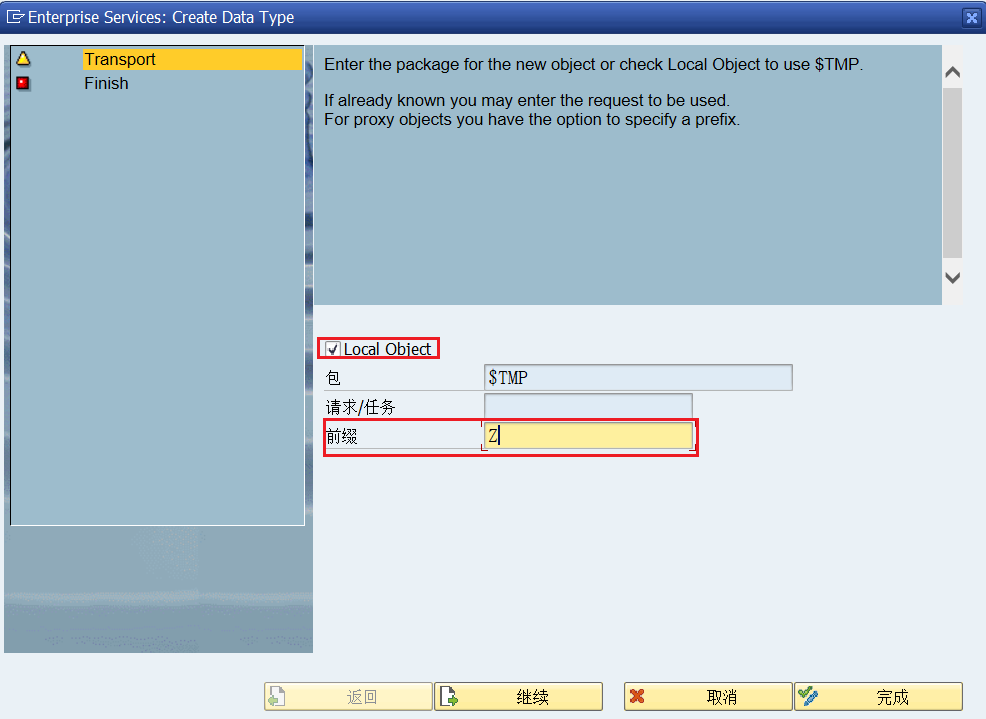 Enterprise Services: Create Data Type
Transport
Finish
Enter the package for the new object or check Local Object to use $TMP.
If already known you may enter the request to be used.
For proxy objects you have the option to specify a prefix.
Local Object
包 $TMP
请求/任务
前缀 Z
返回 继续 取消 完成